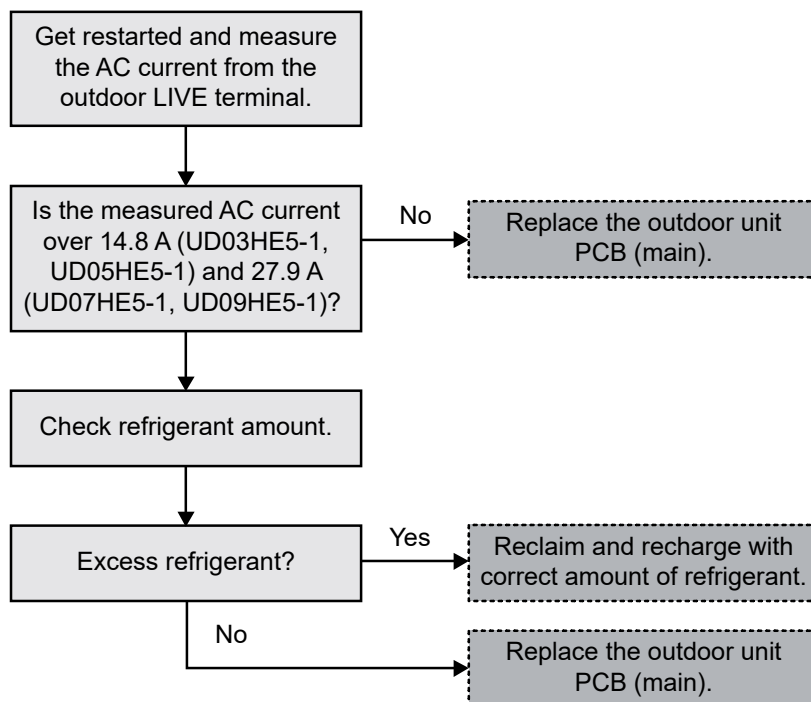 Get restarted and measure
the AC current from the
outdoor LIVE terminal.
Is the measured AC current
over 14.8 A (UD03HE5-1,
UD05HE5-1) and 27.9 A
(UD07HE5-1, UD09HE5-1)?
No
Replace the outdoor unit
PCB (main).
Check refrigerant amount.
Excess refrigerant?
Yes
Reclaim and recharge with
correct amount of refrigerant.
No
Replace the outdoor unit
PCB (main).